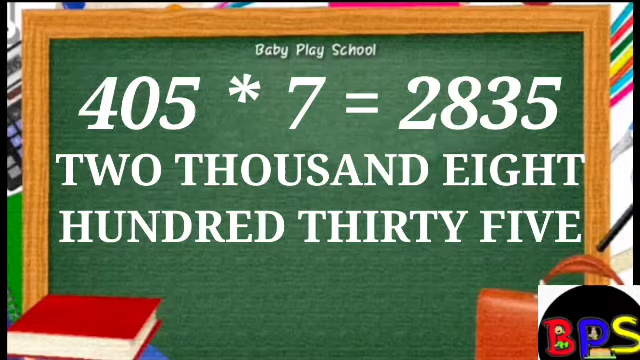 Baby Play School
405 * 7 = 2835
TWO THOUSAND EIGHT
HUNDRED THIRTY FIVE
BPS